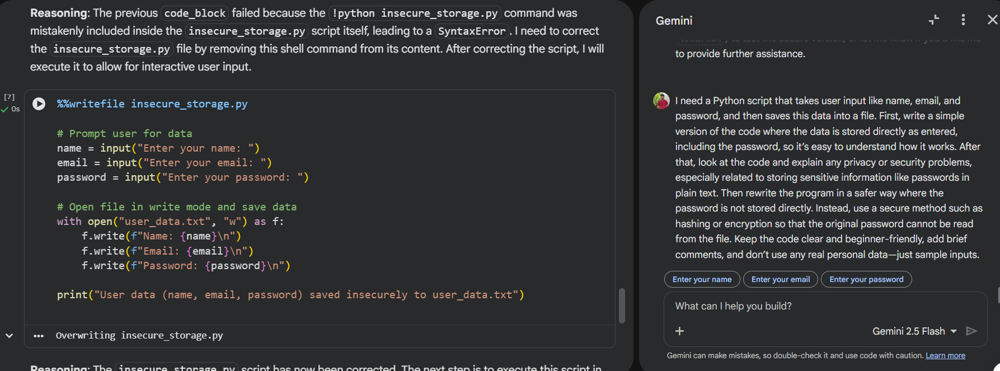 Reasoning: The previous code_block failed because the !python insecure_storage.py command was
mistakenly included inside the insecure_storage.py script itself, leading to a SyntaxError. I need to correct
the insecure_storage.py file by removing this shell command from its content. After correcting the script, I will
execute it to allow for interactive user input.
[7]
0s
%%writefile insecure_storage.py
# Prompt user for data
name = input("Enter your name: ")
email = input("Enter your email: ")
password = input("Enter your password: ")
# Open file in write mode and save data
with open("user_data.txt", "w") as f:
    f.write(f"Name: {name}\n")
    f.write(f"Email: {email}\n")
    f.write(f"Password: {password}\n")
print("User data (name, email, password) saved insecurely to user_data.txt")
Overwriting insecure_storage.py
Reasoning: The insecure_storage.py script has now been corrected. The next step is to execute this script in
Gemini
to test the secure version, or let me know if you'd like me
to provide further assistance.
I need a Python script that takes user input like name, email, and
password, and then saves this data into a file. First, write a simple
version of the code where the data is stored directly as entered,
including the password, so it's easy to understand how it works. After
that, look at the code and explain any privacy or security problems,
especially related to storing sensitive information like passwords in
plain text. Then rewrite the program in a safer way where the
password is not stored directly. Instead, use a secure method such as
hashing or encryption so that the original password cannot be read
from the file. Keep the code clear and beginner-friendly, add brief
comments, and don't use any real personal data—just sample inputs.
Enter your name
Enter your email
Enter your password
What can I help you build?
Gemini 2.5 Flash
Gemini can make mistakes, so double-check it and use code with caution. Learn more